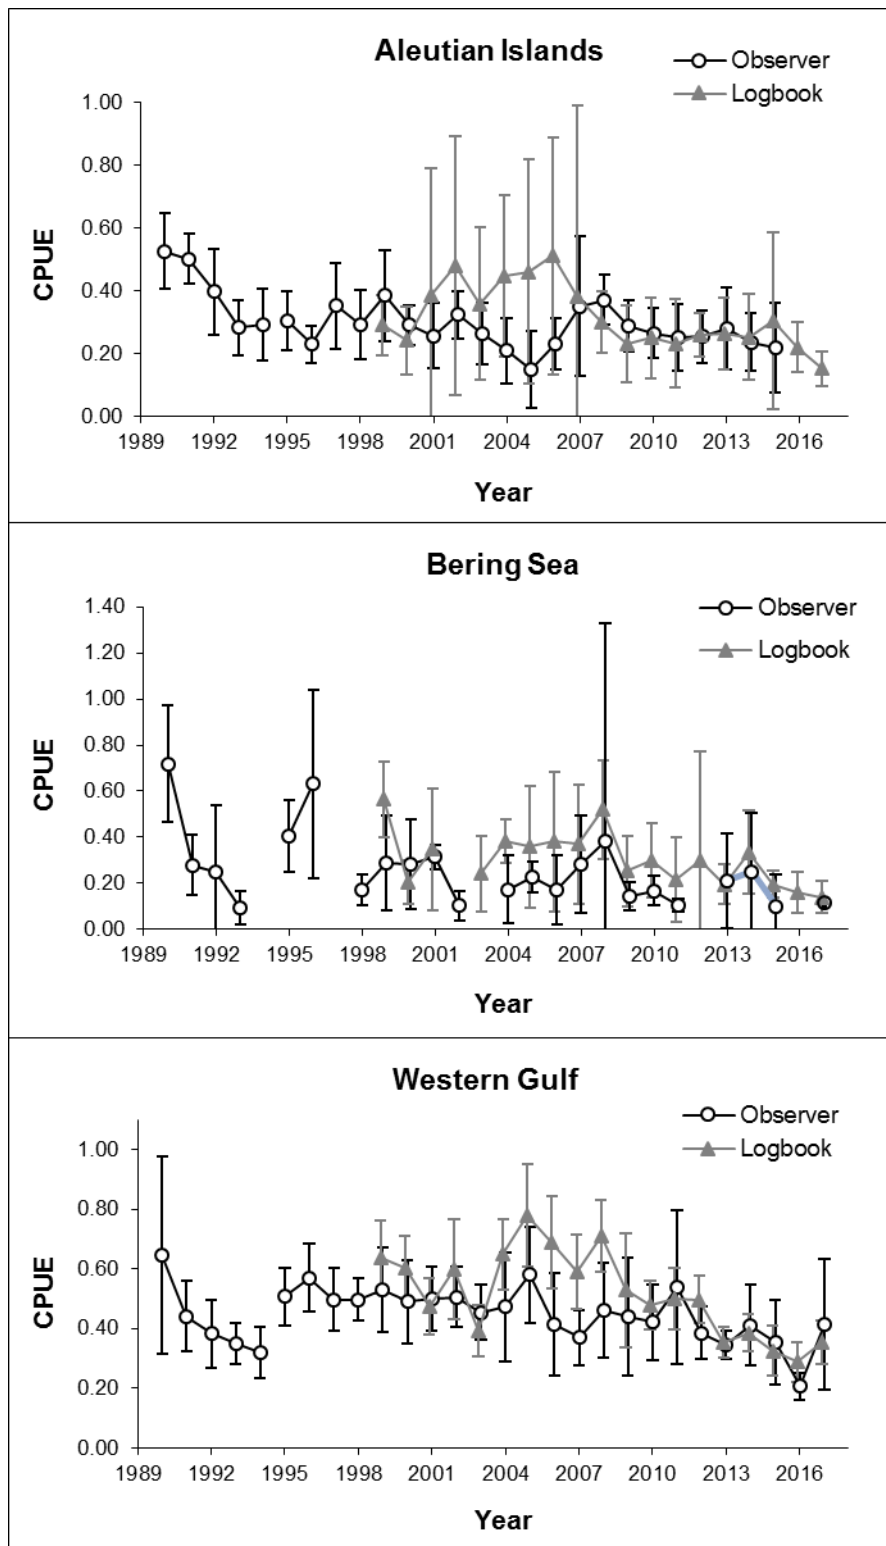 Aleutian Islands
Observer
Logbook
1.00
0.80
0.60
0.40
0.20
0.00
CPUE
1989 1992 1995 1998 2001 2004 2007 2010 2013 2016
Year
Bering Sea
Observer
Logbook
1.40
1.20
1.00
0.80
0.60
0.40
0.20
0.00
CPUE
1989 1992 1995 1998 2001 2004 2007 2010 2013 2016
Year
Western Gulf
Observer
Logbook
1.00
0.80
0.60
0.40
0.20
0.00
CPUE
1989 1992 1995 1998 2001 2004 2007 2010 2013 2016
Year